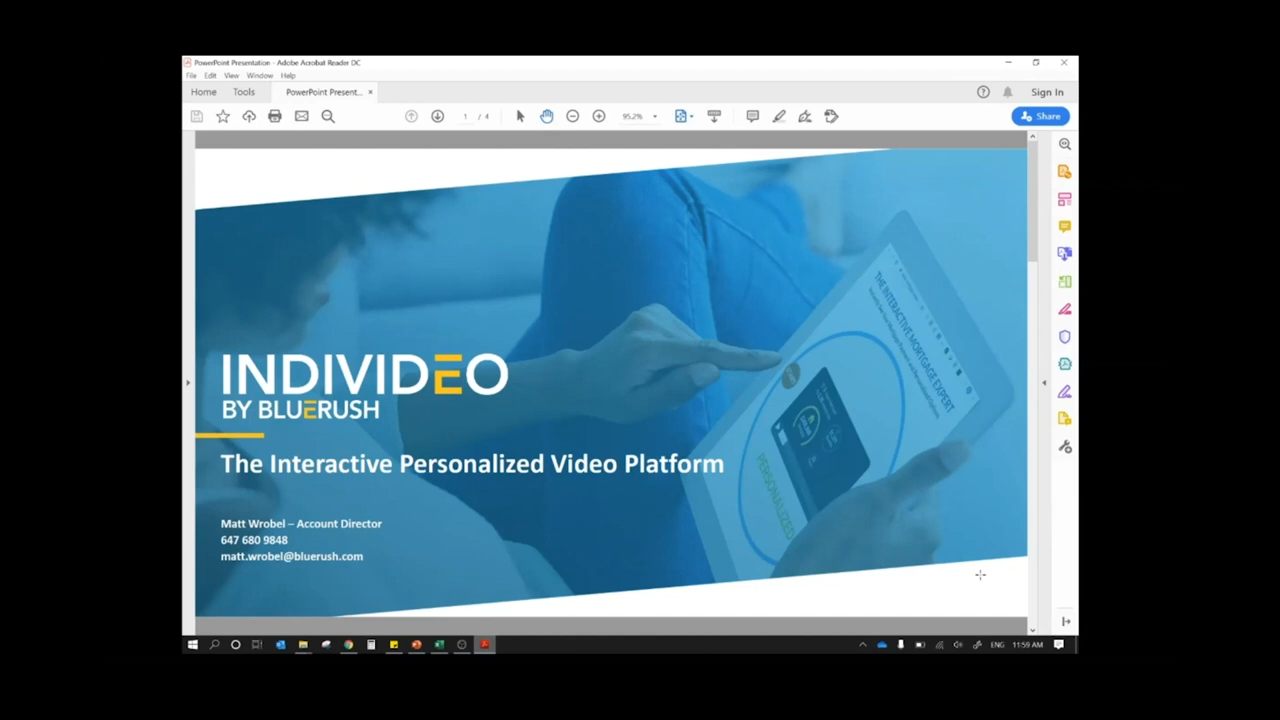 PowerPoint Presentation - Adobe Acrobat Reader DC
File Edit View Window Help
Home Tools PowerPoint Present... ×
Sign In
1 / 4
95.2%
Share
THE INTERACTIVE MORTGAGE EXPERT
PERSONALIZED
INDIVIDEO
BY BLUERUSH
The Interactive Personalized Video Platform
Matt Wrobel – Account Director
647 680 9848
matt.wrobel@bluerush.com
ENG 11:59 AM